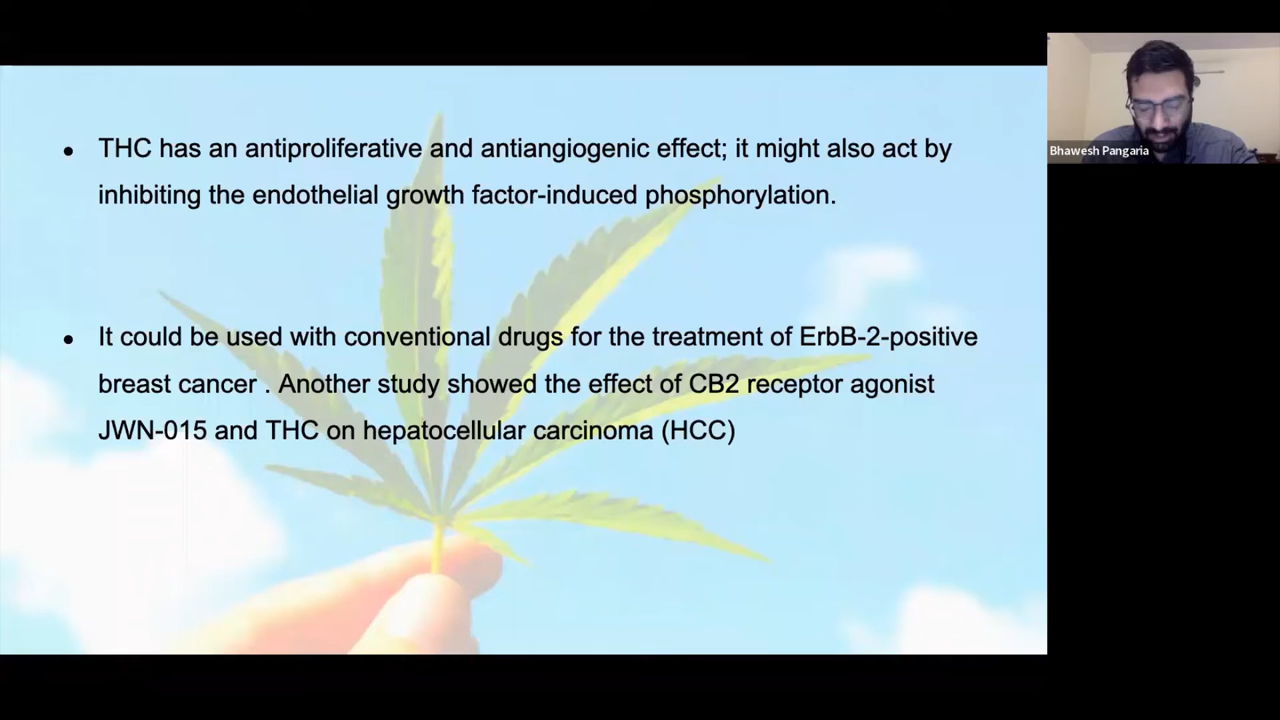 • THC has an antiproliferative and antiangiogenic effect; it might also act by
inhibiting the endothelial growth factor-induced phosphorylation.
• It could be used with conventional drugs for the treatment of ErbB-2-positive
breast cancer . Another study showed the effect of CB2 receptor agonist
JWN-015 and THC on hepatocellular carcinoma (HCC)
Bhawesh Pangaria